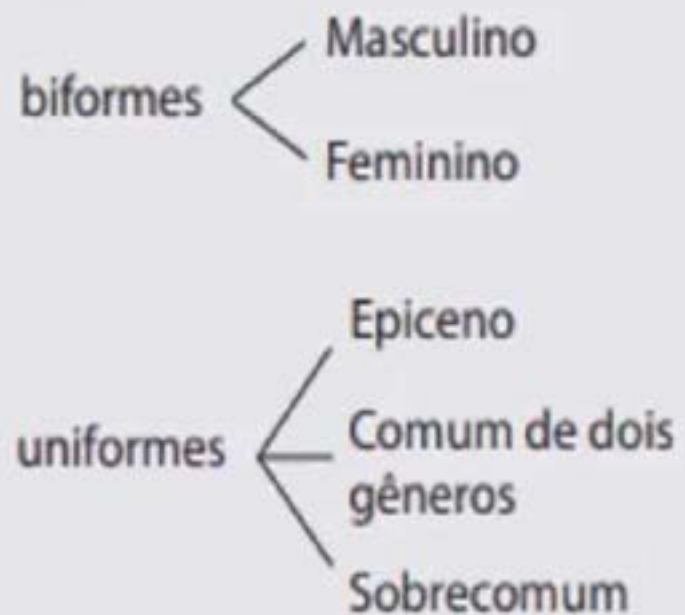 biformes
Masculino
Feminino
uniformes
Epiceno
Comum de dois
gêneros
Sobrecomum